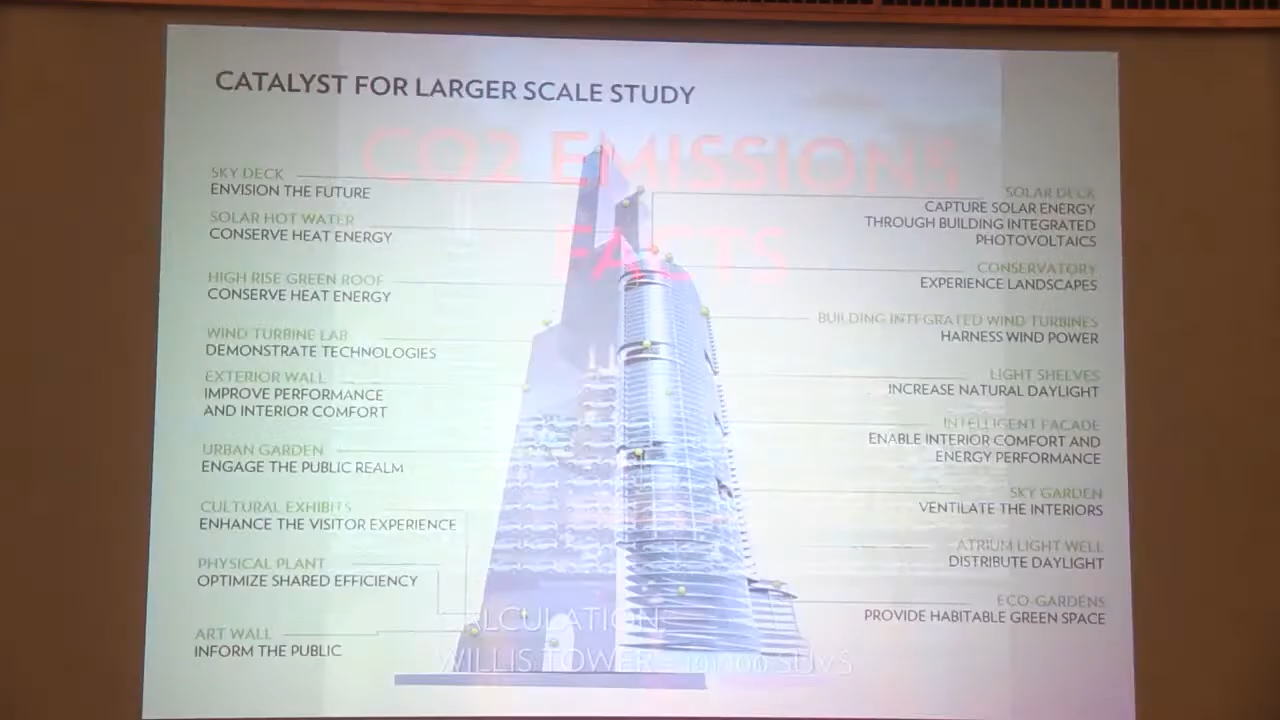 CATALYST FOR LARGER SCALE STUDY
CO2 EMISSIONS
FACTS
SKY DECK
ENVISION THE FUTURE
SOLAR HOT WATER
CONSERVE HEAT ENERGY
HIGH RISE GREEN ROOF
CONSERVE HEAT ENERGY
WIND TURBINE LAB
DEMONSTRATE TECHNOLOGIES
EXTERIOR WALL
IMPROVE PERFORMANCE
AND INTERIOR COMFORT
URBAN GARDEN
ENGAGE THE PUBLIC REALM
CULTURAL EXHIBITS
ENHANCE THE VISITOR EXPERIENCE
PHYSICAL PLANT
OPTIMIZE SHARED EFFICIENCY
ART WALL
INFORM THE PUBLIC
SOLAR DECK
CAPTURE SOLAR ENERGY
THROUGH BUILDING INTEGRATED
PHOTOVOLTAICS
CONSERVATORY
EXPERIENCE LANDSCAPES
BUILDING INTEGRATED WIND TURBINES
HARNESS WIND POWER
LIGHT SHELVES
INCREASE NATURAL DAYLIGHT
INTELLIGENT FACADE
ENABLE INTERIOR COMFORT AND
ENERGY PERFORMANCE
SKY GARDEN
VENTILATE THE INTERIORS
ATRIUM LIGHT WELL
DISTRIBUTE DAYLIGHT
ECO-GARDENS
PROVIDE HABITABLE GREEN SPACE
WILLIS TOWER